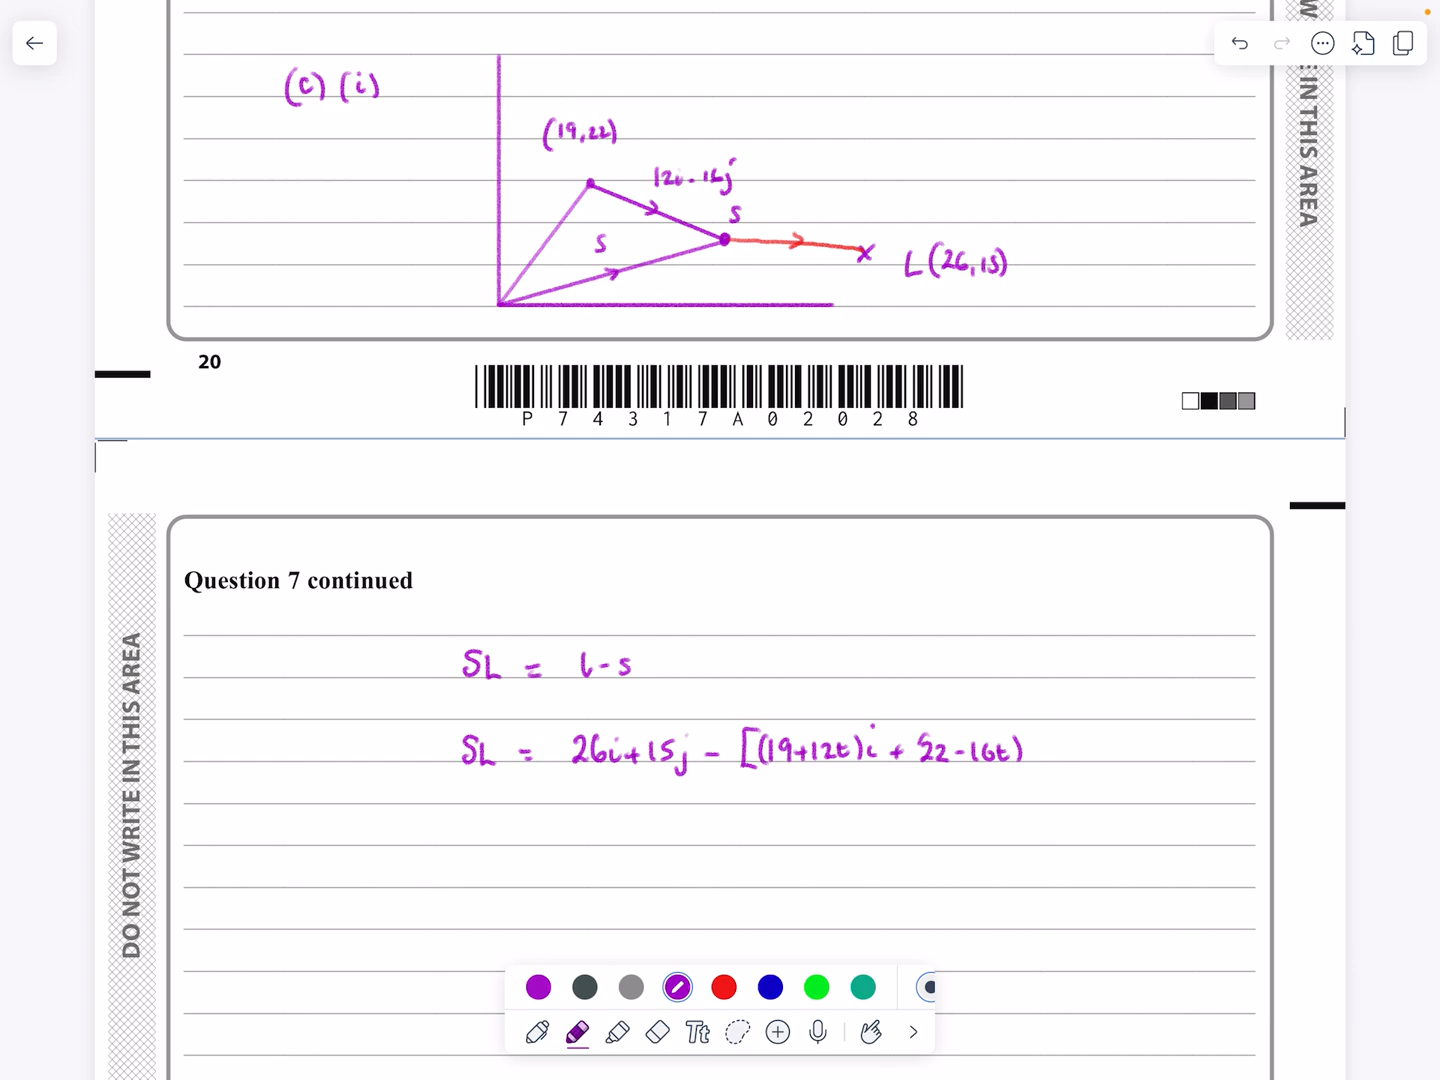 IN THIS AREA
(c) (i)
(19,22)
12i - 16j
s
s
L (26,15)
20
P 7 4 3 1 7 A 0 2 0 2 8
Question 7 continued
DO NOT WRITE IN THIS AREA
SL = l - s
SL = 26i+15j - [(19+12t)i + 22-16t)
Tt